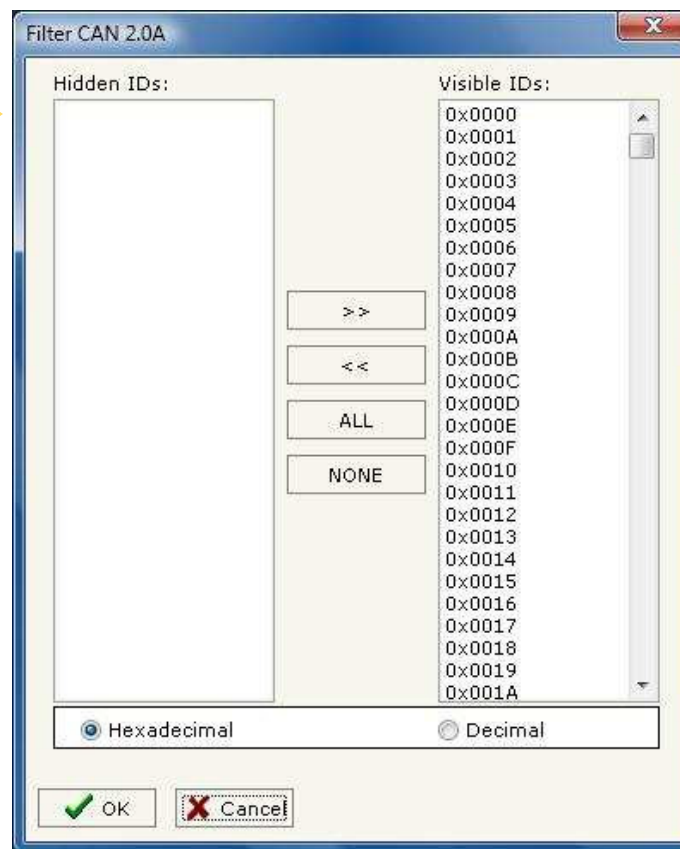 Filter CAN 2.0A
Hidden IDs:
Visible IDs:
0x0000
0x0001
0x0002
0x0003
0x0004
0x0005
0x0006
0x0007
0x0008
0x0009
0x000A
0x000B
0x000C
0x000D
0x000E
0x000F
0x0010
0x0011
0x0012
0x0013
0x0014
0x0015
0x0016
0x0017
0x0018
0x0019
0x001A
>>
<<
ALL
NONE
Hexadecimal
Decimal
OK
Cancel